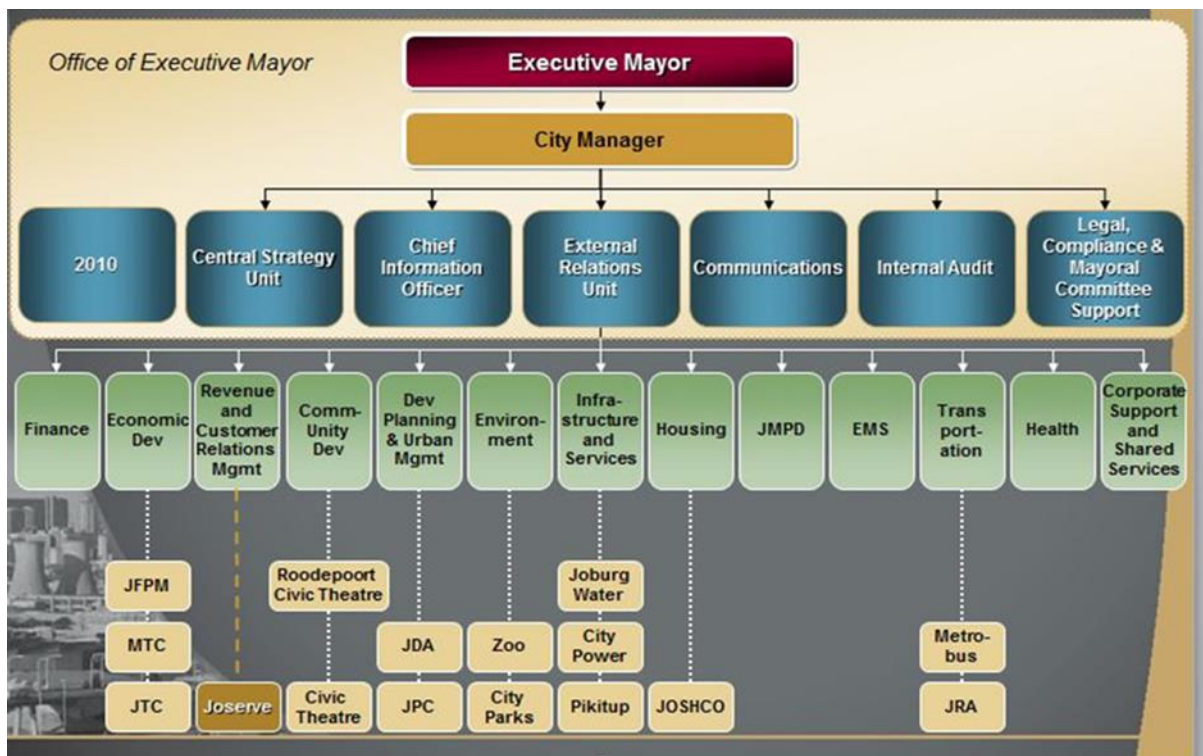 Office of Executive Mayor
Executive Mayor
City Manager
2010
Central Strategy
Unit
Chief
Information
Officer
External
Relations
Unit
Communications
Internal Audit
Legal,
Compliance &
Mayoral
Committee
Support
Finance
Economic
Dev
Revenue
and
Customer
Relations
Mgmt
Comm-
Unity
Dev
Dev
Planning
& Urban
Mgmt
Environ-
ment
Infra-
structure
and
Services
Housing
JMPD
EMS
Trans
port-
ation
Health
Corporate
Support
and
Shared
Services
JFPM
Roodepoort
Civic Theatre
Joburg
Water
MTC
JDA
Zoo
City
Power
Metro-
bus
JTC
Joserve
Civic
Theatre
JPC
City
Parks
Pikitup
JOSHCO
JRA